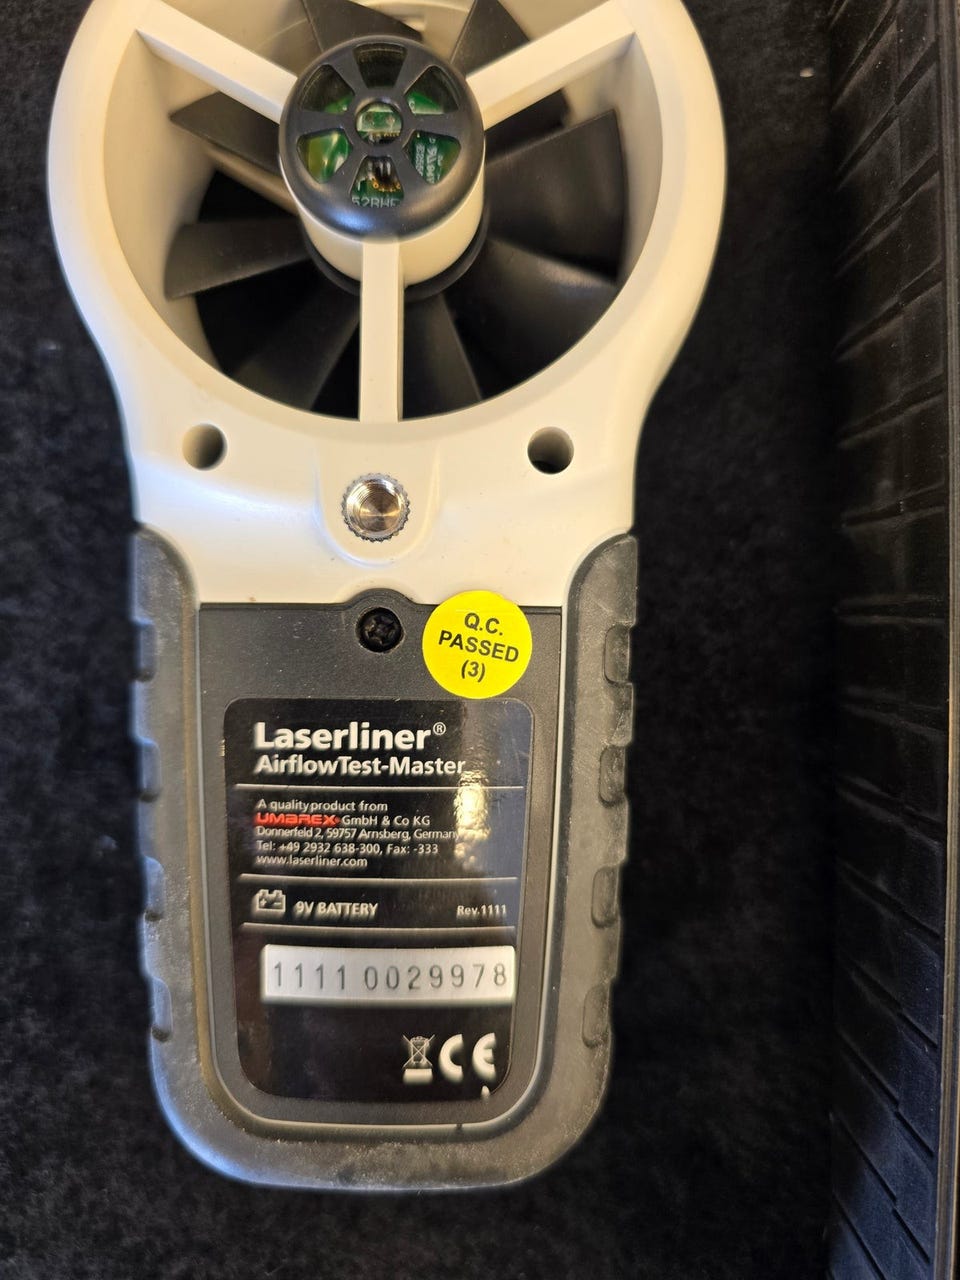 Q.C.
PASSED
(3)
Laserliner®
AirflowTest-Master
A quality product from
UMAREX GmbH & Co KG
Donnerfeld 2, 59757 Arnsberg, Germany
Tel: +49 2932 638-300, Fax: -333
www.laserliner.com
9V BATTERY
Rev.1111
1111 0029978
CE